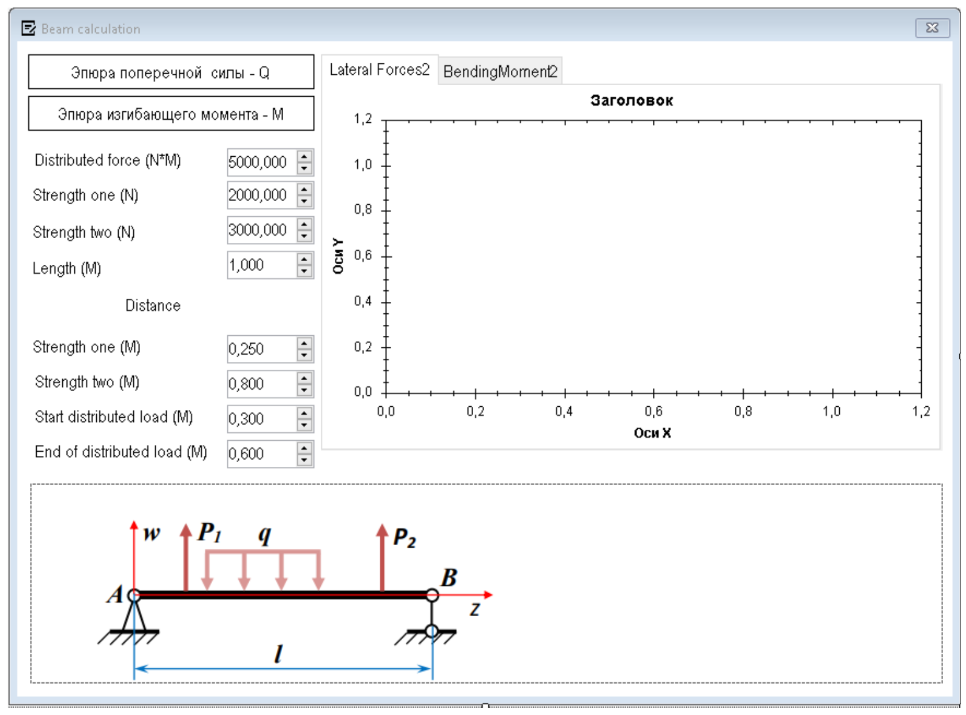 Beam calculation
Эпюра поперечной силы - Q
Эпюра изгибающего момента - M
Distributed force (N*M)
5000,000
Strength one (N)
2000,000
Strength two (N)
3000,000
Length (M)
1,000
Distance
Strength one (M)
0,250
Strength two (M)
0,800
Start distributed load (M)
0,300
End of distributed load (M)
0,600
Lateral Forces2
BendingMoment2
Заголовок
1,2
1,0
0,8
0,6
0,4
0,2
0,0
Оси Y
0,0 0,2 0,4 0,6 0,8 1,0 1,2
Оси X
w P1 q P2
A B
z
l